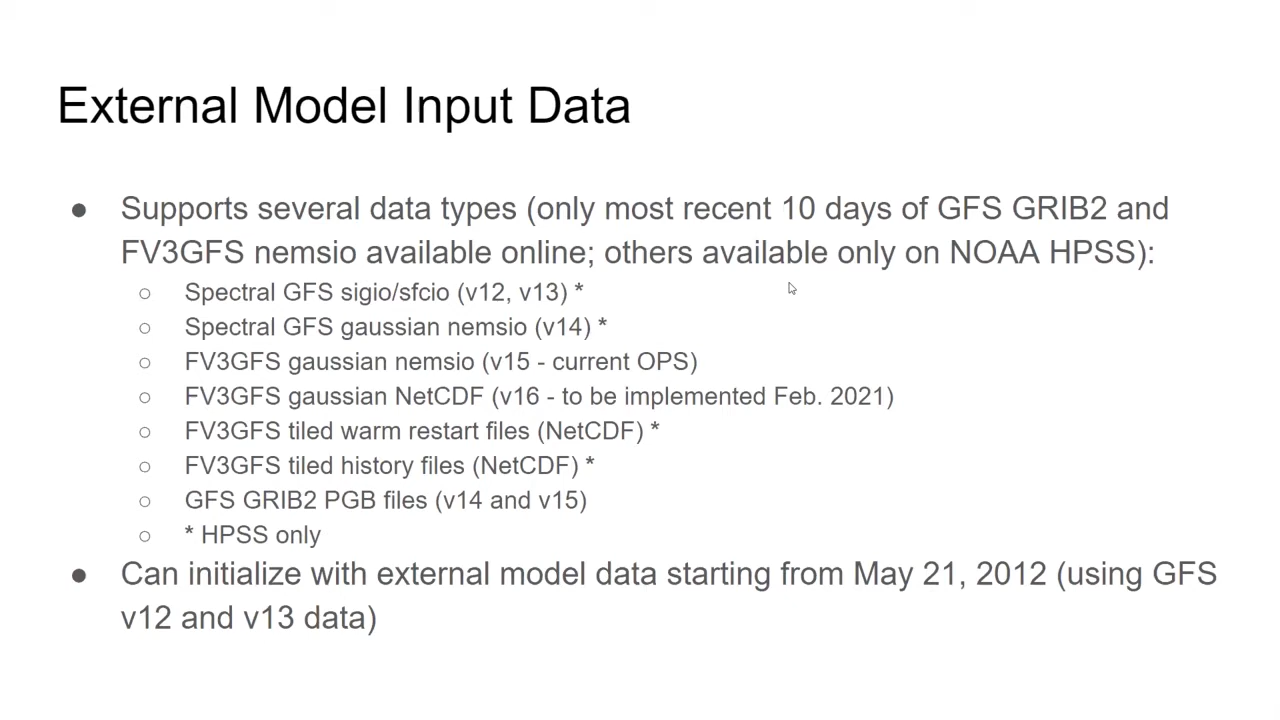 External Model Input Data
● Supports several data types (only most recent 10 days of GFS GRIB2 and
FV3GFS nemsio available online; others available only on NOAA HPSS):
○ Spectral GFS sigio/sfcio (v12, v13) *
○ Spectral GFS gaussian nemsio (v14) *
○ FV3GFS gaussian nemsio (v15 - current OPS)
○ FV3GFS gaussian NetCDF (v16 - to be implemented Feb. 2021)
○ FV3GFS tiled warm restart files (NetCDF) *
○ FV3GFS tiled history files (NetCDF) *
○ GFS GRIB2 PGB files (v14 and v15)
○ * HPSS only
● Can initialize with external model data starting from May 21, 2012 (using GFS
v12 and v13 data)